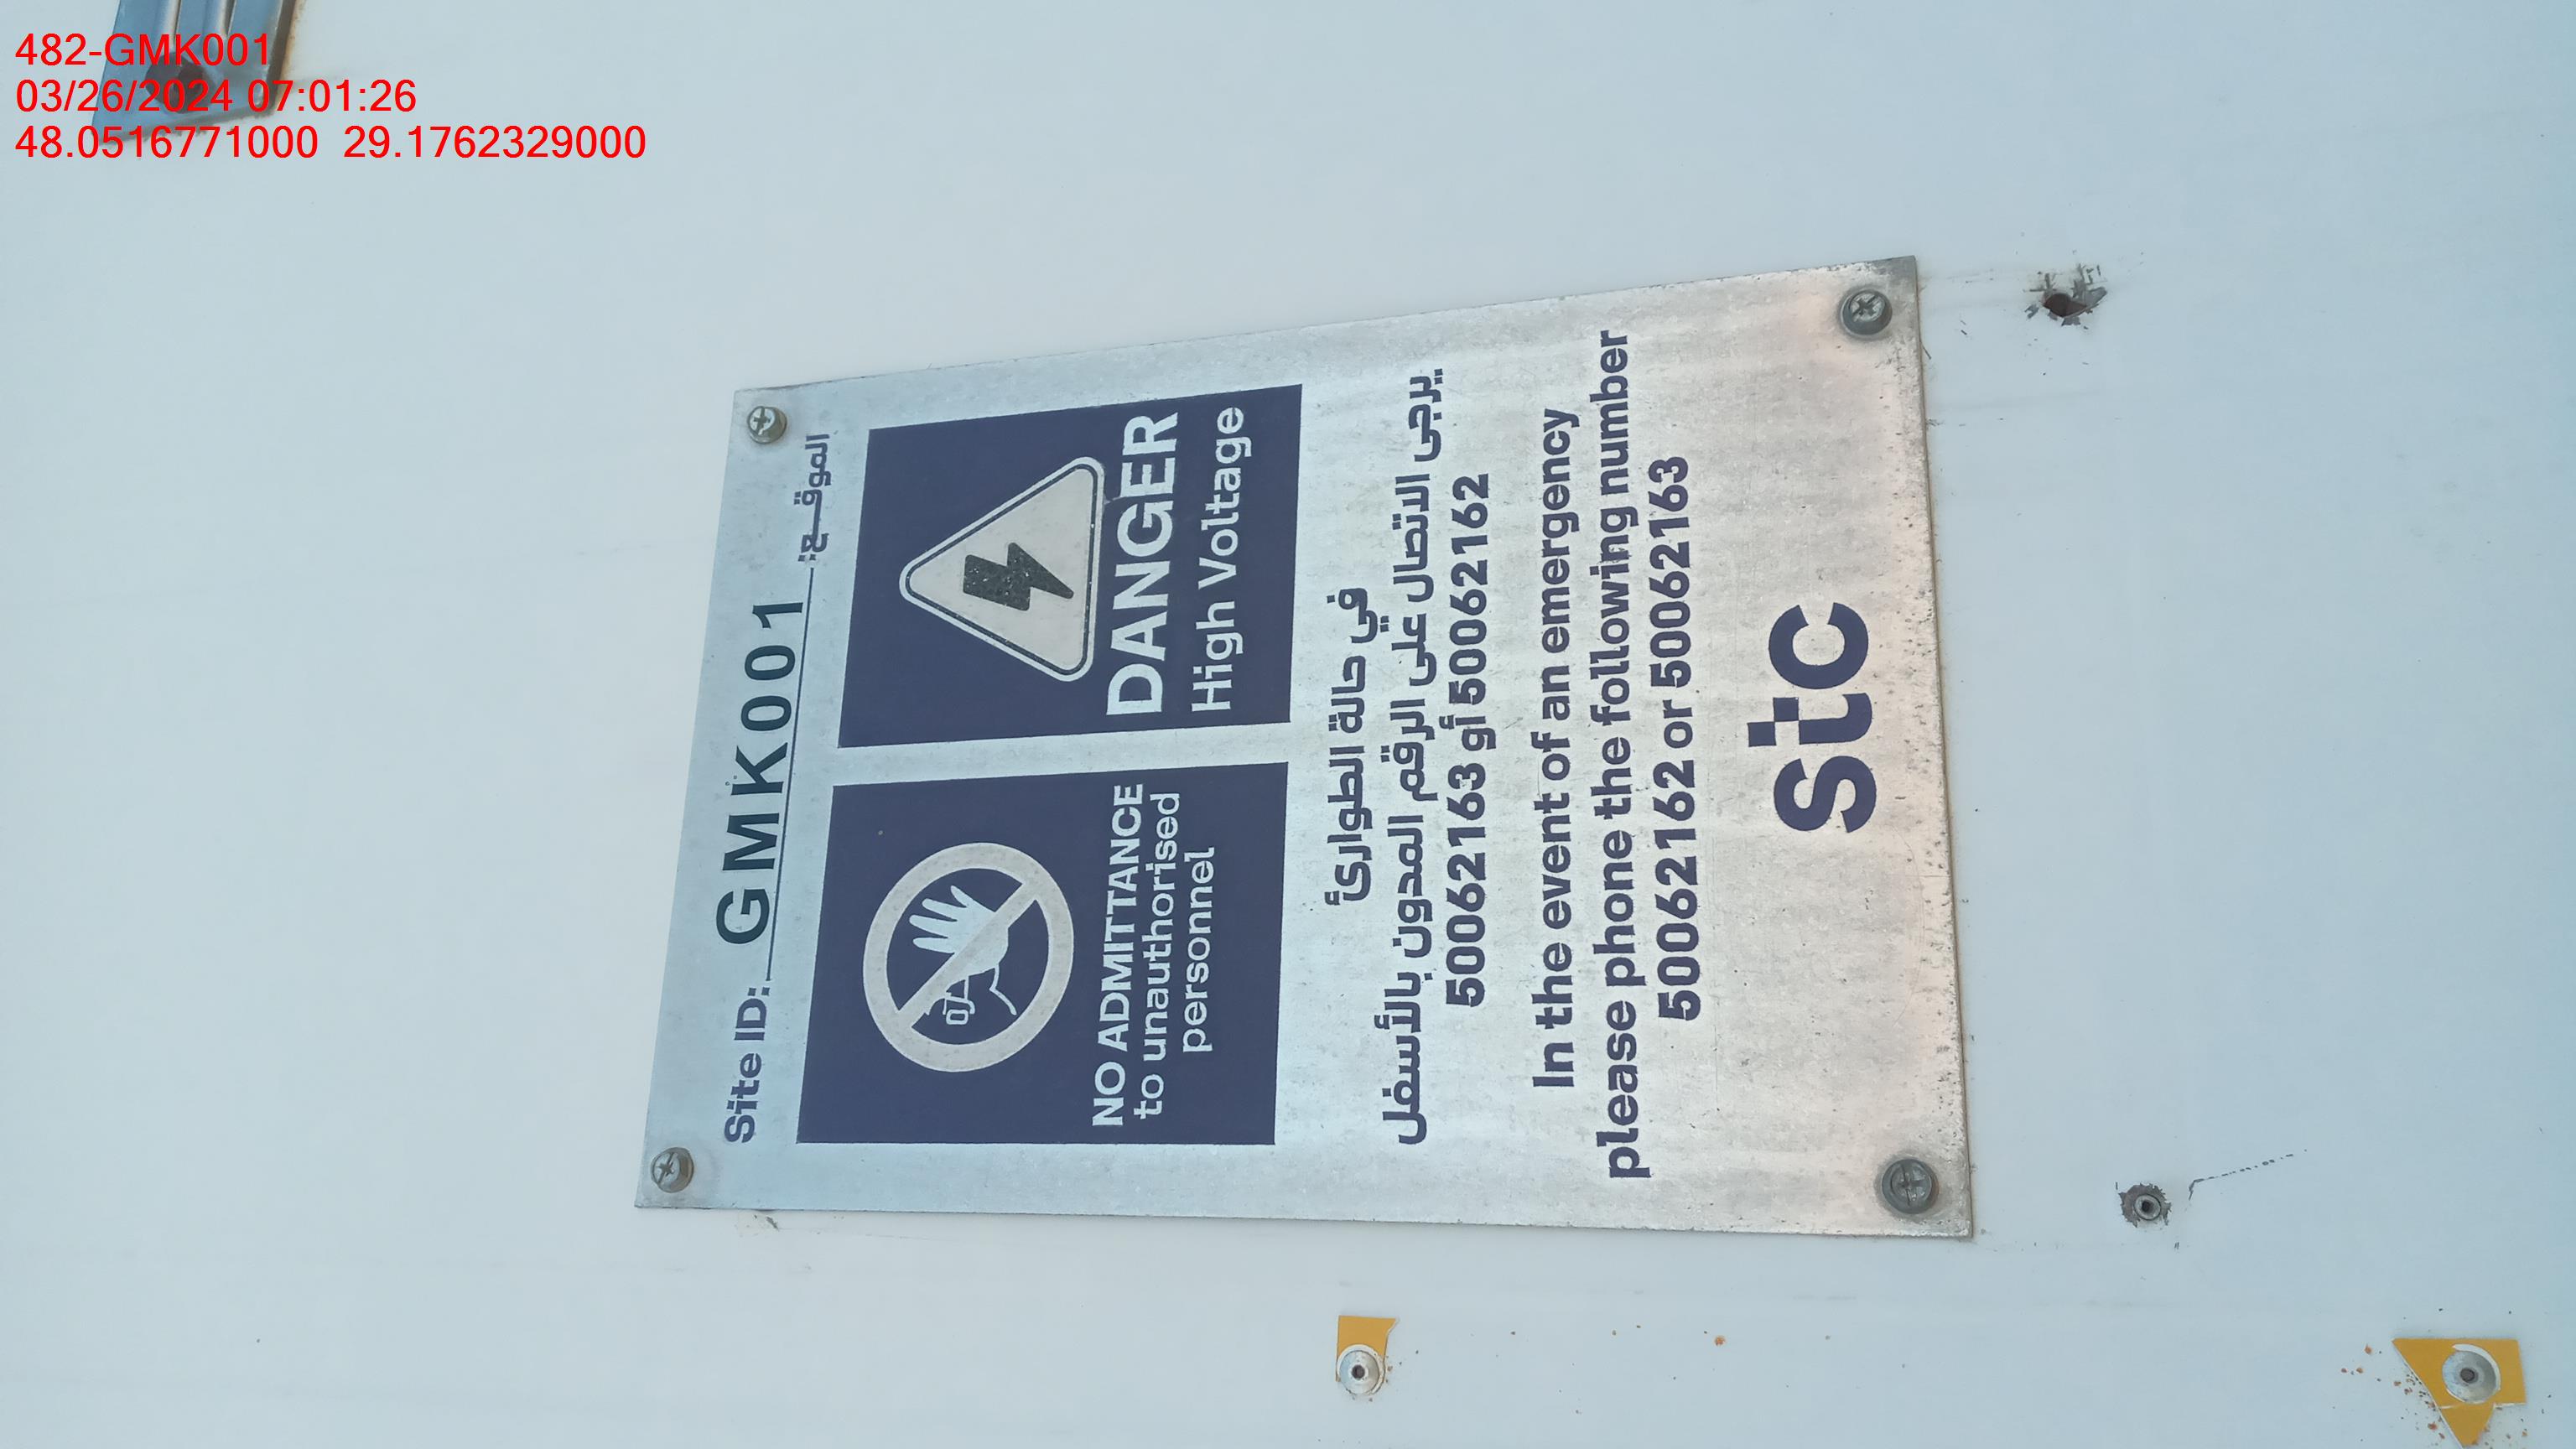 482-GMK001
03/26/2024 07:01:26
48.0516771000 29.1762329000
Site ID: GMK001 الموقـــع:
NO ADMITTANCE
to unauthorised
personnel
DANGER
High Voltage
في حالة الطوارئ
يرجى الاتصال على الرقم المدون بالأسفل
50062162 أو 50062163
In the event of an emergency
please phone the following number
50062162 or 50062163
stc